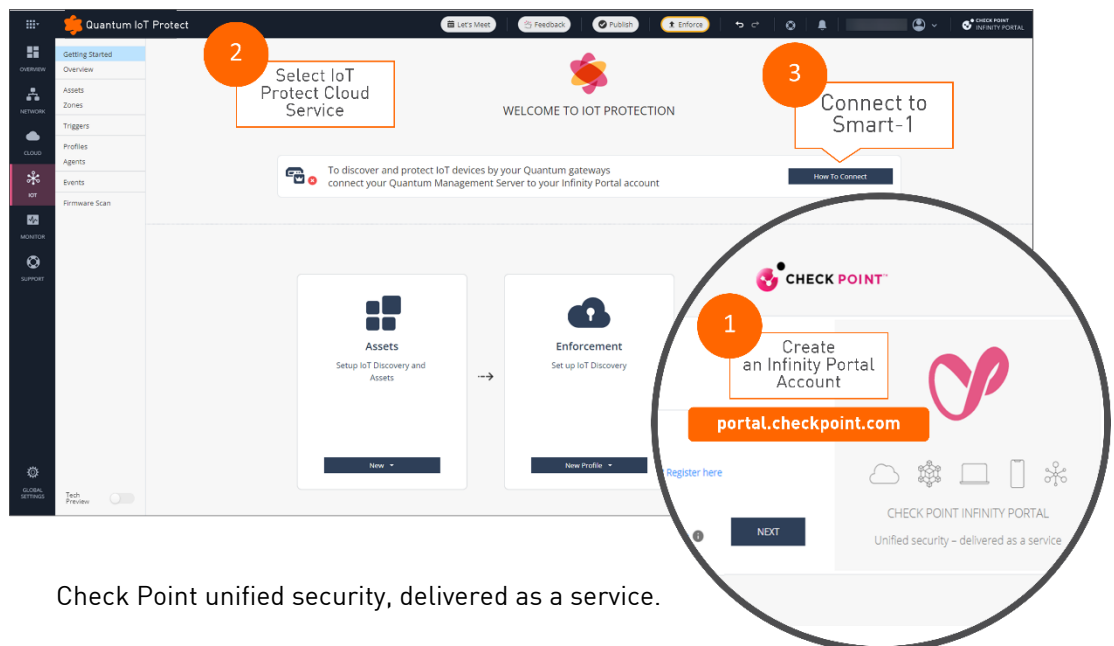 Quantum IoT Protect
Let's Meet
Feedback
Publish
Enforce
CHECK POINT
INFINITY PORTAL
OVERVIEW
NETWORK
CLOUD
IOT
MONITOR
SUPPORT
GLOBAL
SETTINGS
Getting Started
Overview
Assets
Zones
Triggers
Profiles
Agents
Events
Firmware Scan
Tech
Preview
2
Select IoT
Protect Cloud
Service
WELCOME TO IOT PROTECTION
3
Connect to
Smart-1
To discover and protect IoT devices by your Quantum gateways
connect your Quantum Management Server to your Infinity Portal account
How To Connect
Assets
Setup IoT Discovery and
Assets
New
Enforcement
Set up IoT Discovery
New Profile
CHECK POINT™
1
Create
an Infinity Portal
Account
portal.checkpoint.com
Register here
NEXT
CHECK POINT INFINITY PORTAL
Unified security – delivered as a service
Check Point unified security, delivered as a service.